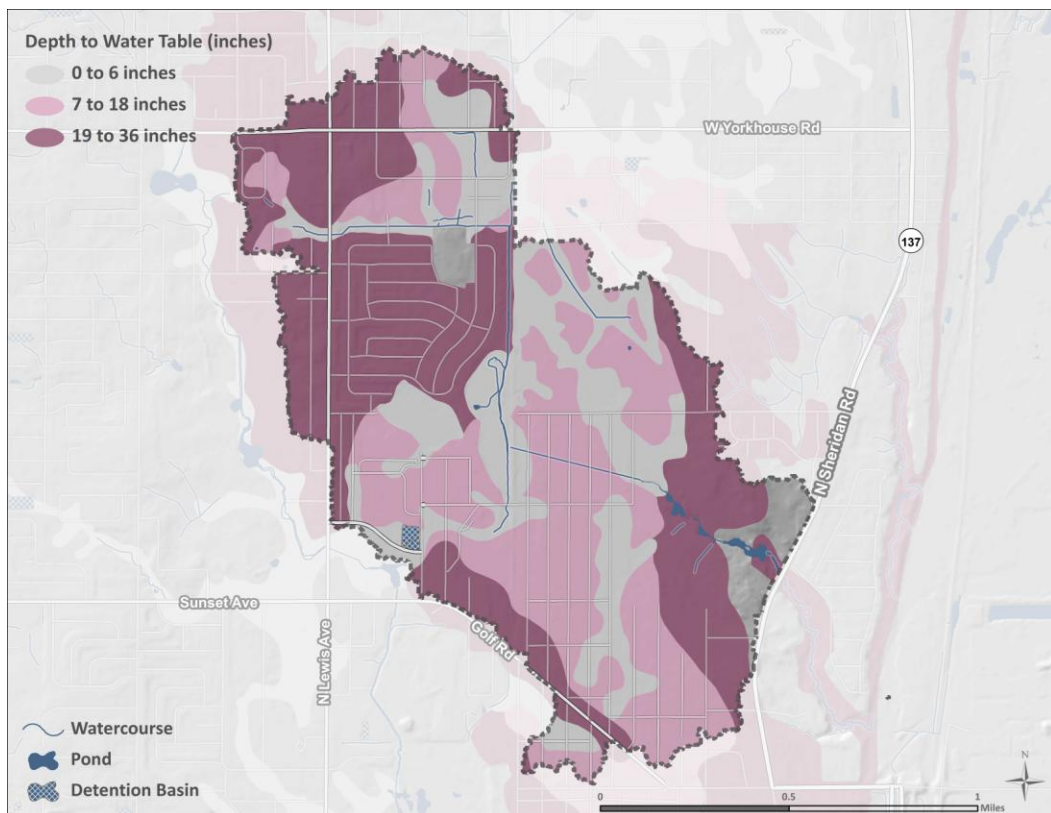 Depth to Water Table (inches)
0 to 6 inches
7 to 18 inches
19 to 36 inches
W Yorkhouse Rd
137
N Sheridan Rd
Sunset Ave
N Lewis Ave
Golf Rd
Watercourse
Pond
Detention Basin
N
0 0.5 1
Miles